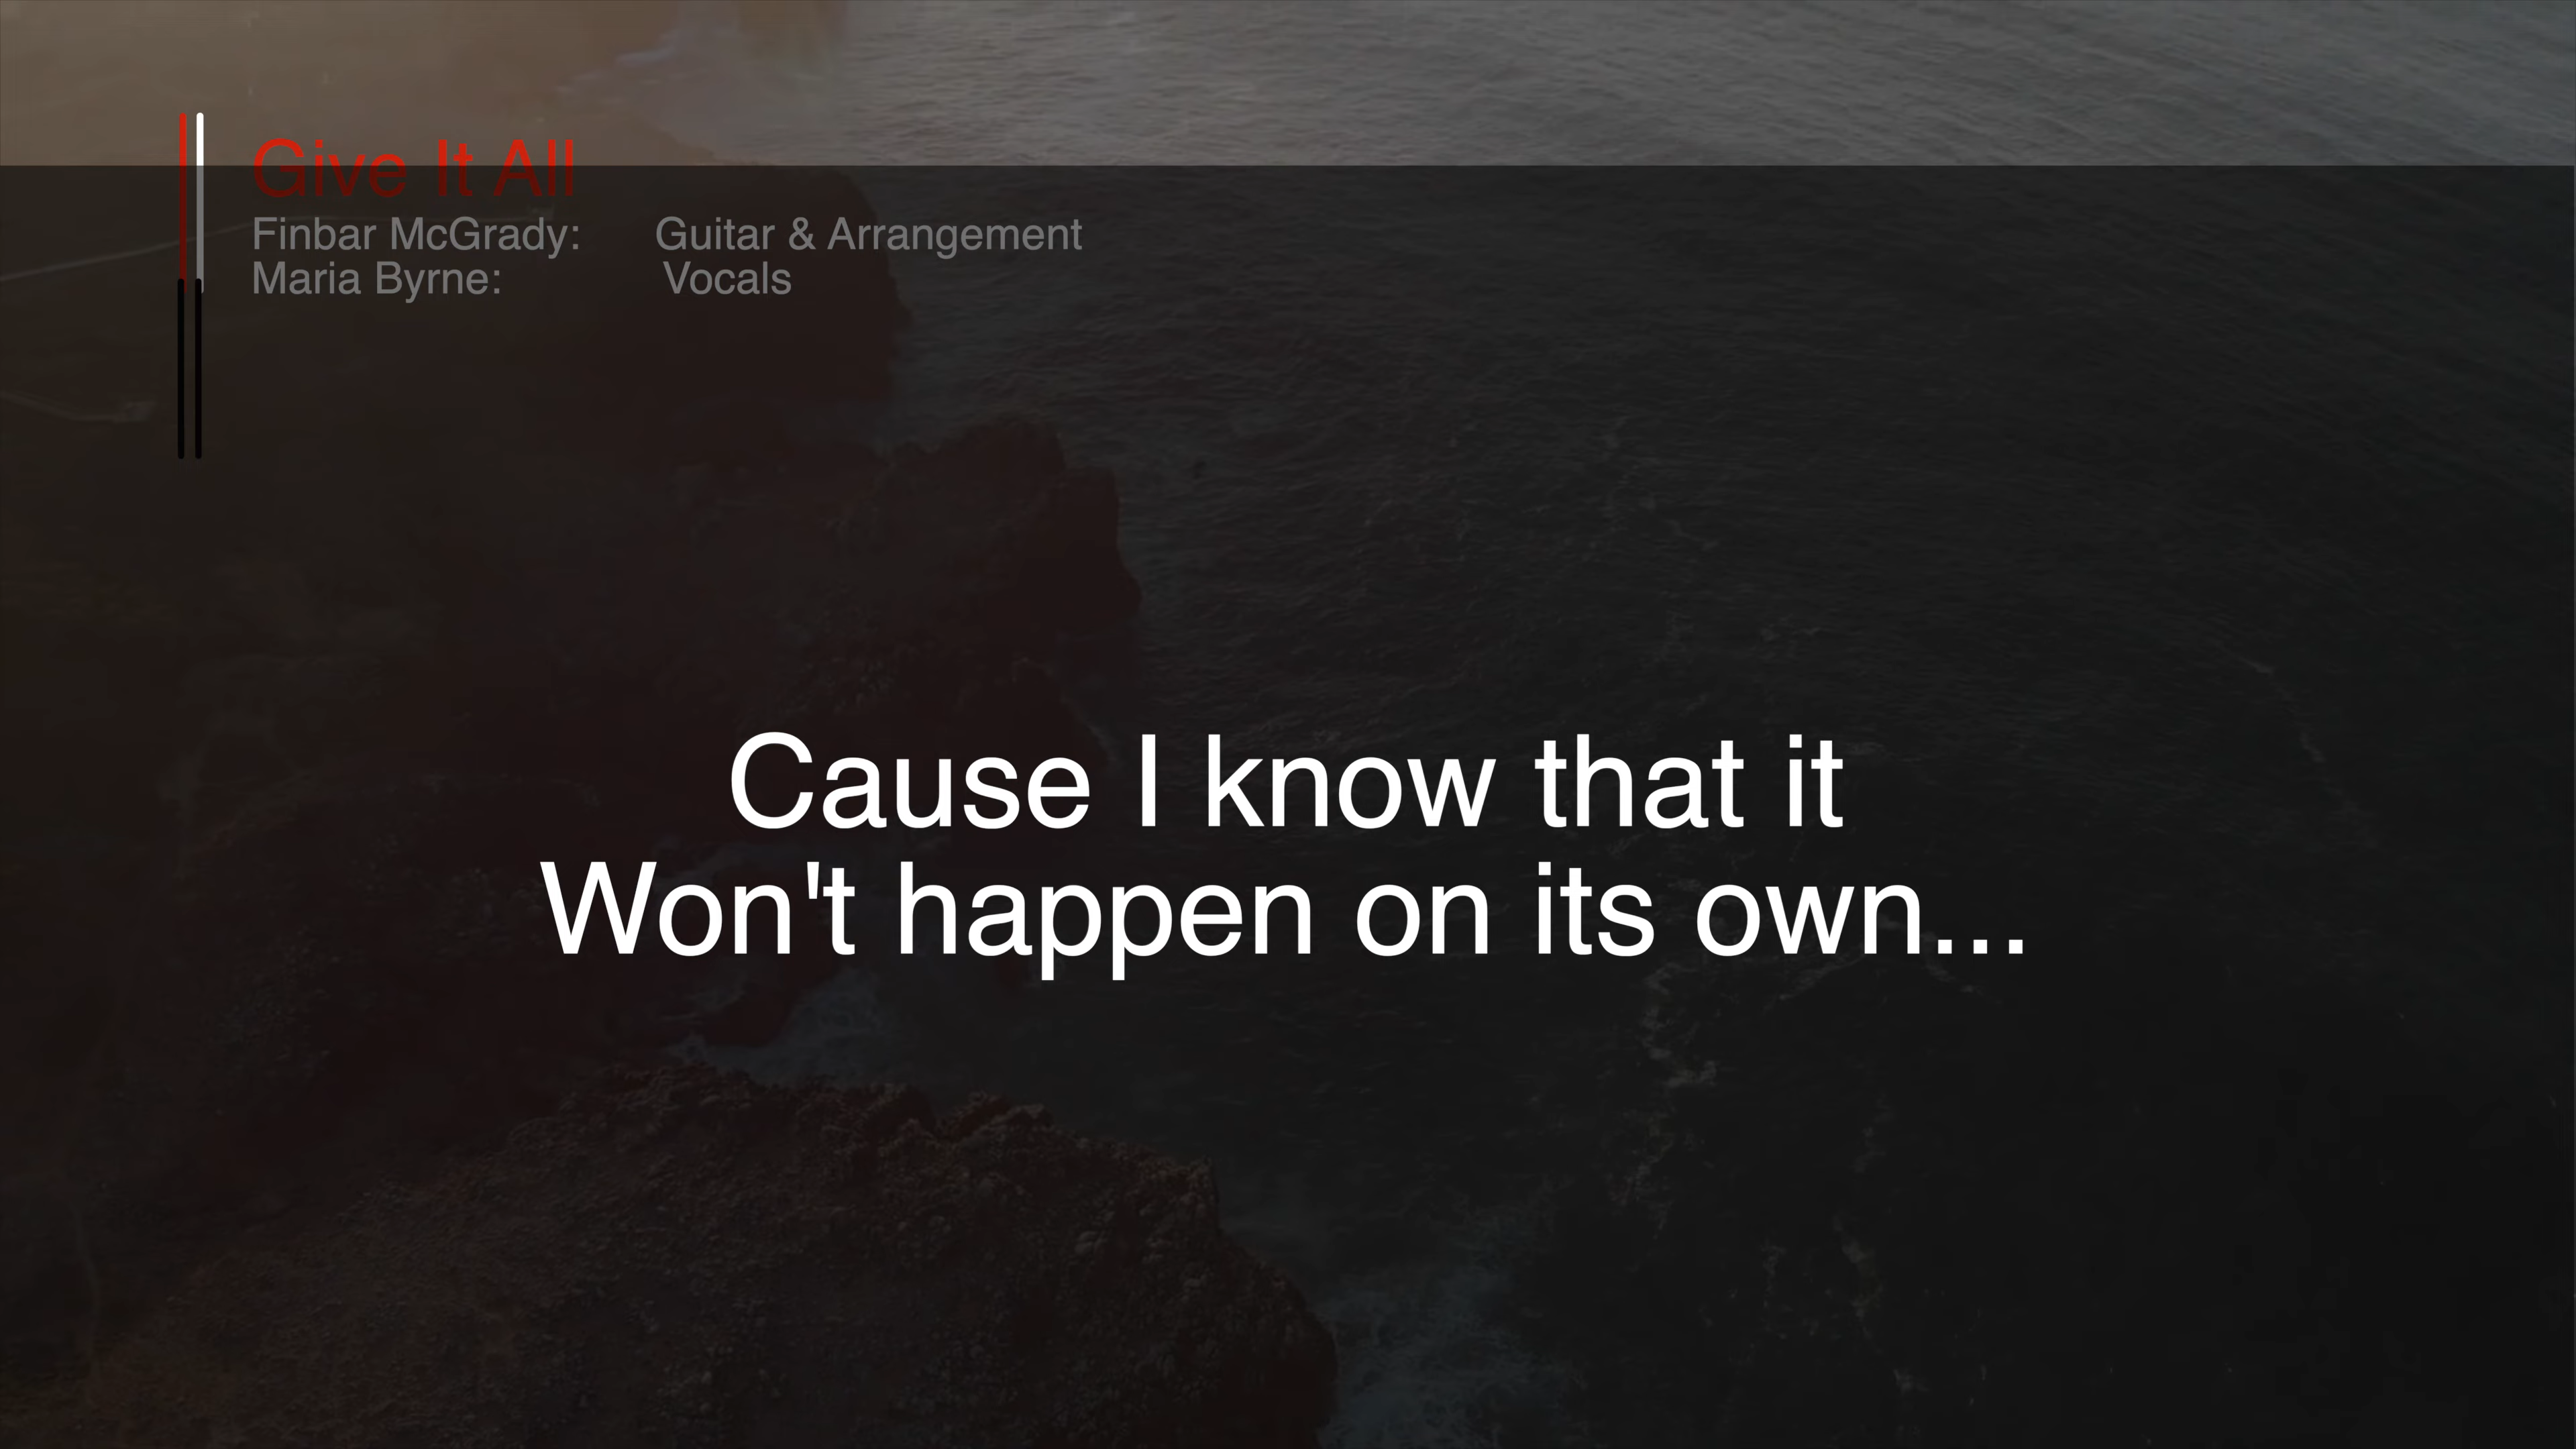 Give It All
Finbar McGrady: Guitar & Arrangement
Maria Byrne: Vocals
Cause I know that it
Won't happen on its own...